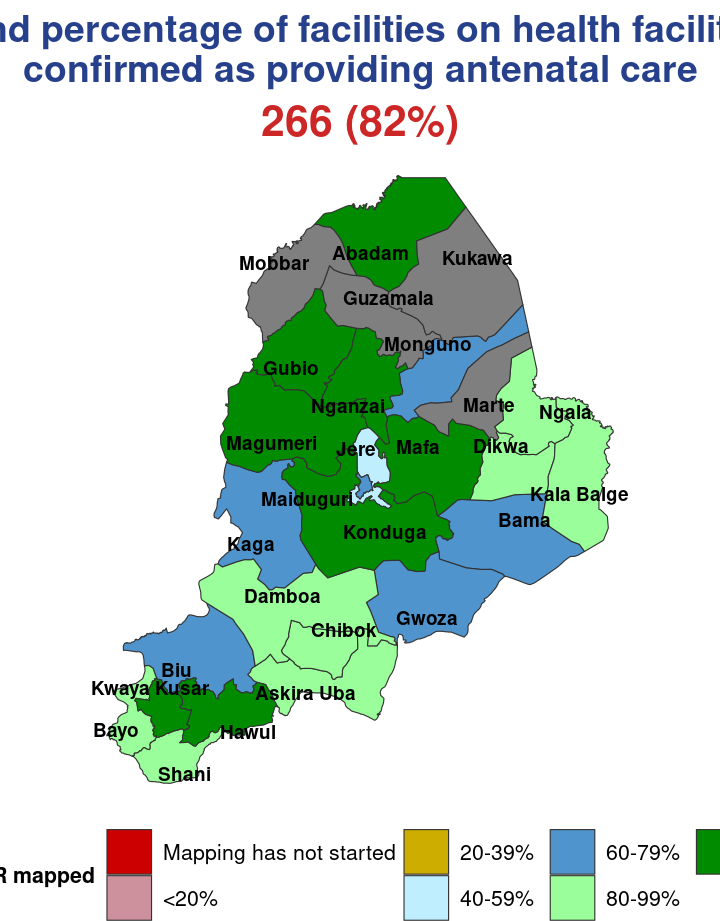 nd percentage of facilities on health facilit
confirmed as providing antenatal care
266 (82%)
Abadam
Mobbar
Kukawa
Guzamala
Monguno
Gubio
Nganzai
Marte
Ngala
Magumeri
Jere
Mafa
Dikwa
Maiduguri
Kala Balge
Bama
Konduga
Kaga
Damboa
Gwoza
Chibok
Biu
Kwaya Kusar
Askira Uba
Bayo
Hawul
Shani
R mapped
Mapping has not started
20-39%
60-79%
<20%
40-59%
80-99%